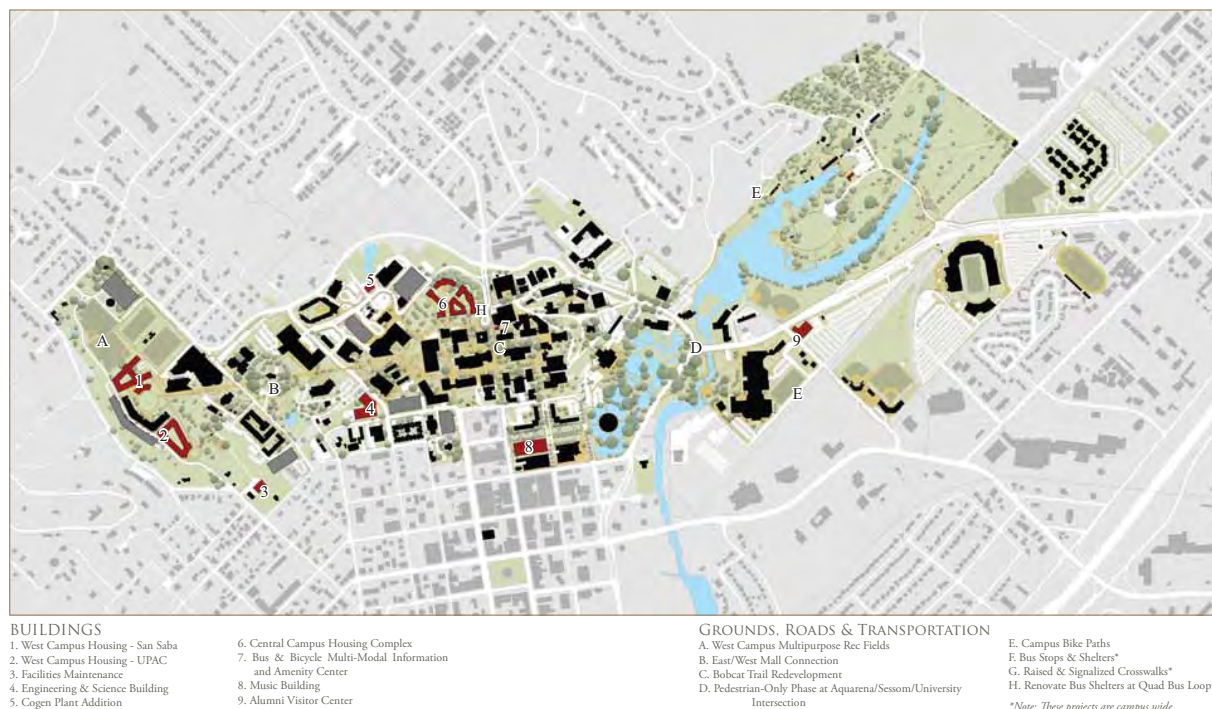 A
B
C
D
E
E
H
1
2
3
4
5
6
7
8
9
BUILDINGS
1. West Campus Housing - San Saba
2. West Campus Housing - UPAC
3. Facilities Maintenance
4. Engineering & Science Building
5. Cogen Plant Addition
6. Central Campus Housing Complex
7. Bus & Bicycle Multi-Modal Information
and Amenity Center
8. Music Building
9. Alumni Visitor Center
GROUNDS, ROADS & TRANSPORTATION
A. West Campus Multipurpose Rec Fields
B. East/West Mall Connection
C. Bobcat Trail Redevelopment
D. Pedestrian-Only Phase at Aquarena/Sessom/University
Intersection
E. Campus Bike Paths
F. Bus Stops & Shelters*
G. Raised & Signalized Crosswalks*
H. Renovate Bus Shelters at Quad Bus Loop
*Note: These projects are campus wide